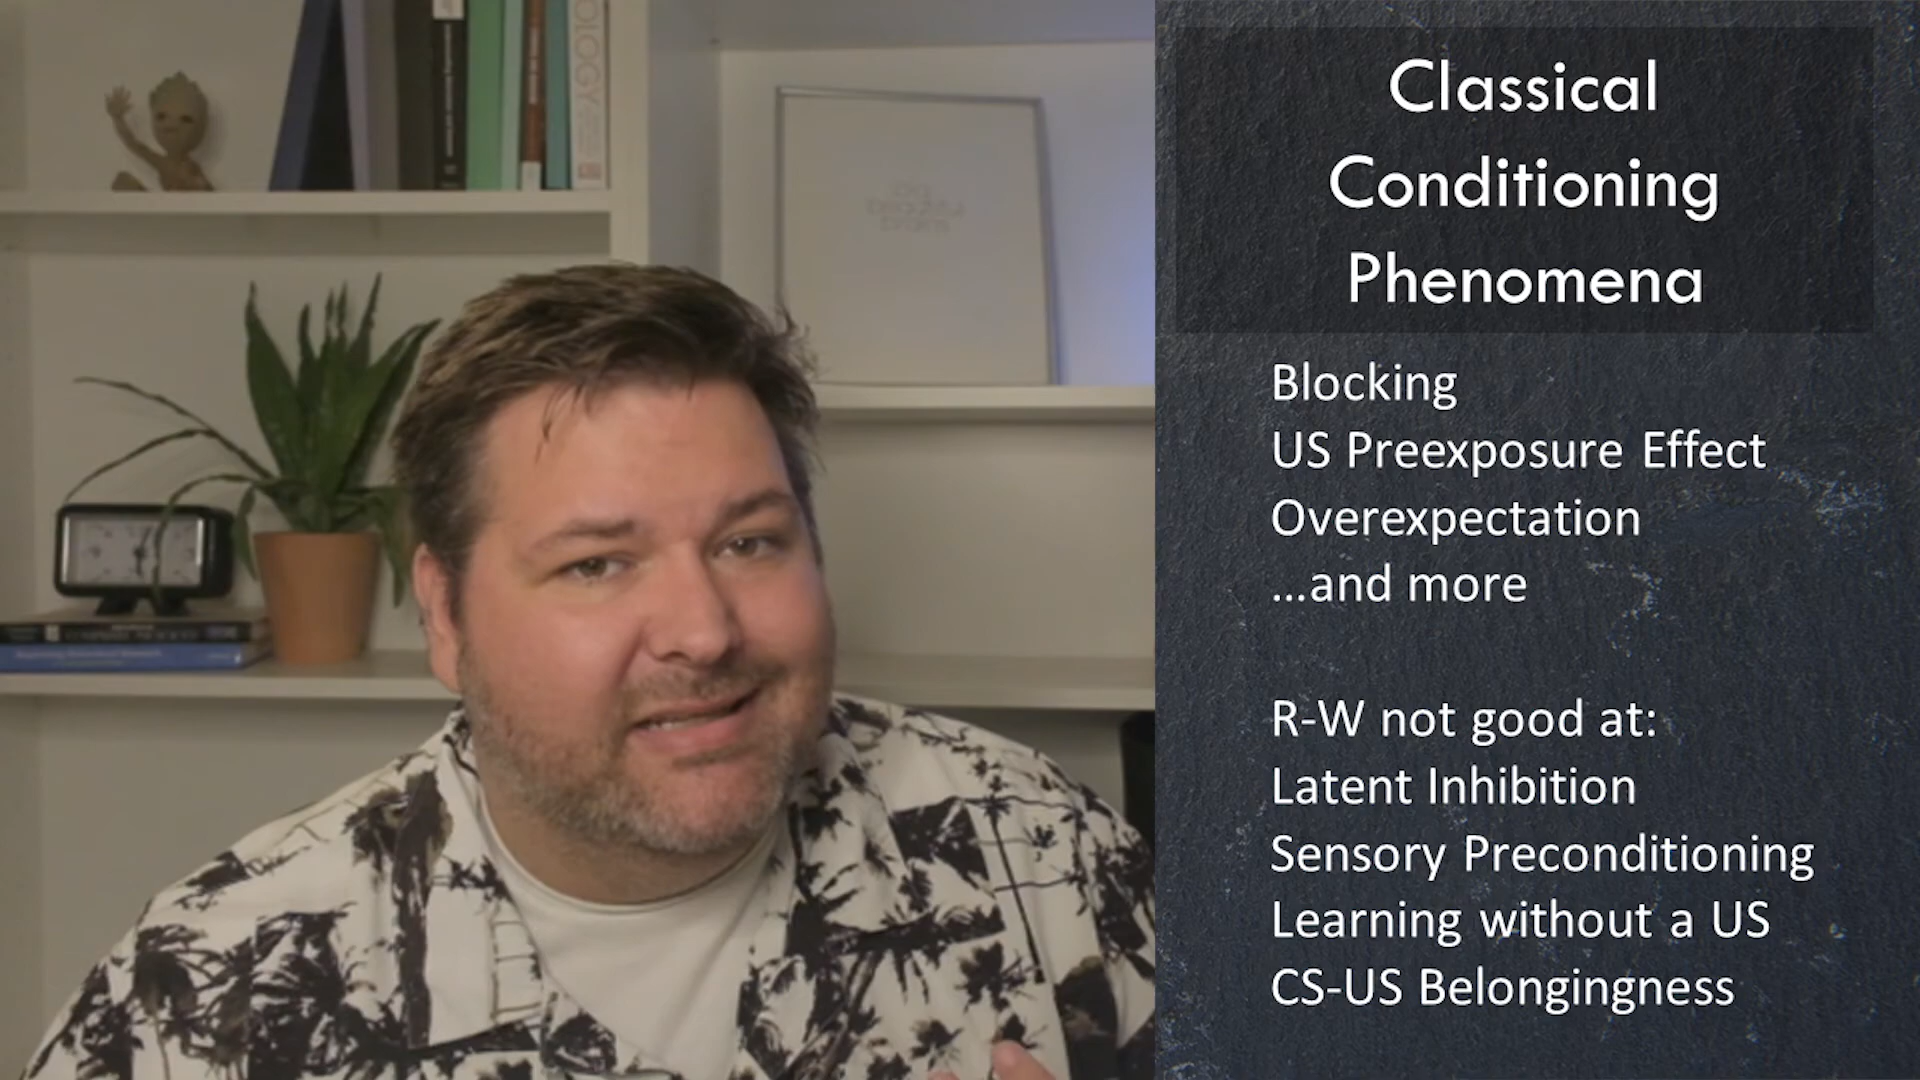 OLOGY
Classical
Conditioning
Phenomena
Blocking
US Preexposure Effect
Overexpectation
...and more
R-W not good at:
Latent Inhibition
Sensory Preconditioning
Learning without a US
CS-US Belongingness